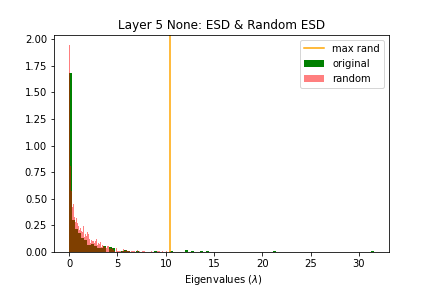 Layer 5 None: ESD & Random ESD
max rand
original
random
2.00
1.75
1.50
1.25
1.00
0.75
0.50
0.25
0.00
0 5 10 15 20 25 30
Eigenvalues (λ)